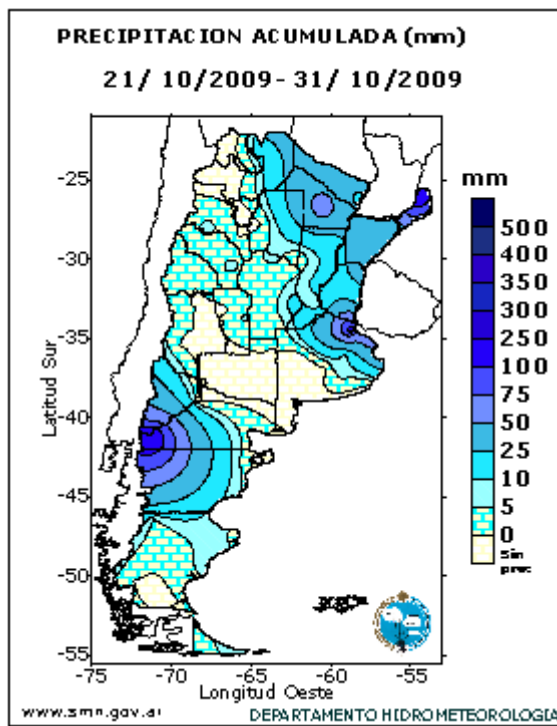 PRECIPITACION ACUMULADA (mm)
21/ 10/2009- 31/ 10/2009
mm
500
400
350
300
250
100
75
50
25
10
5
0
Sin
prec
-25
-30
-35
-40
-45
-50
-55
Latitud Sur
-75
-70
-65
-60
-55
Longitud Oeste
www.smn.gov.ar
DEPARTAMENTO HIDROMETEOROLOGIA